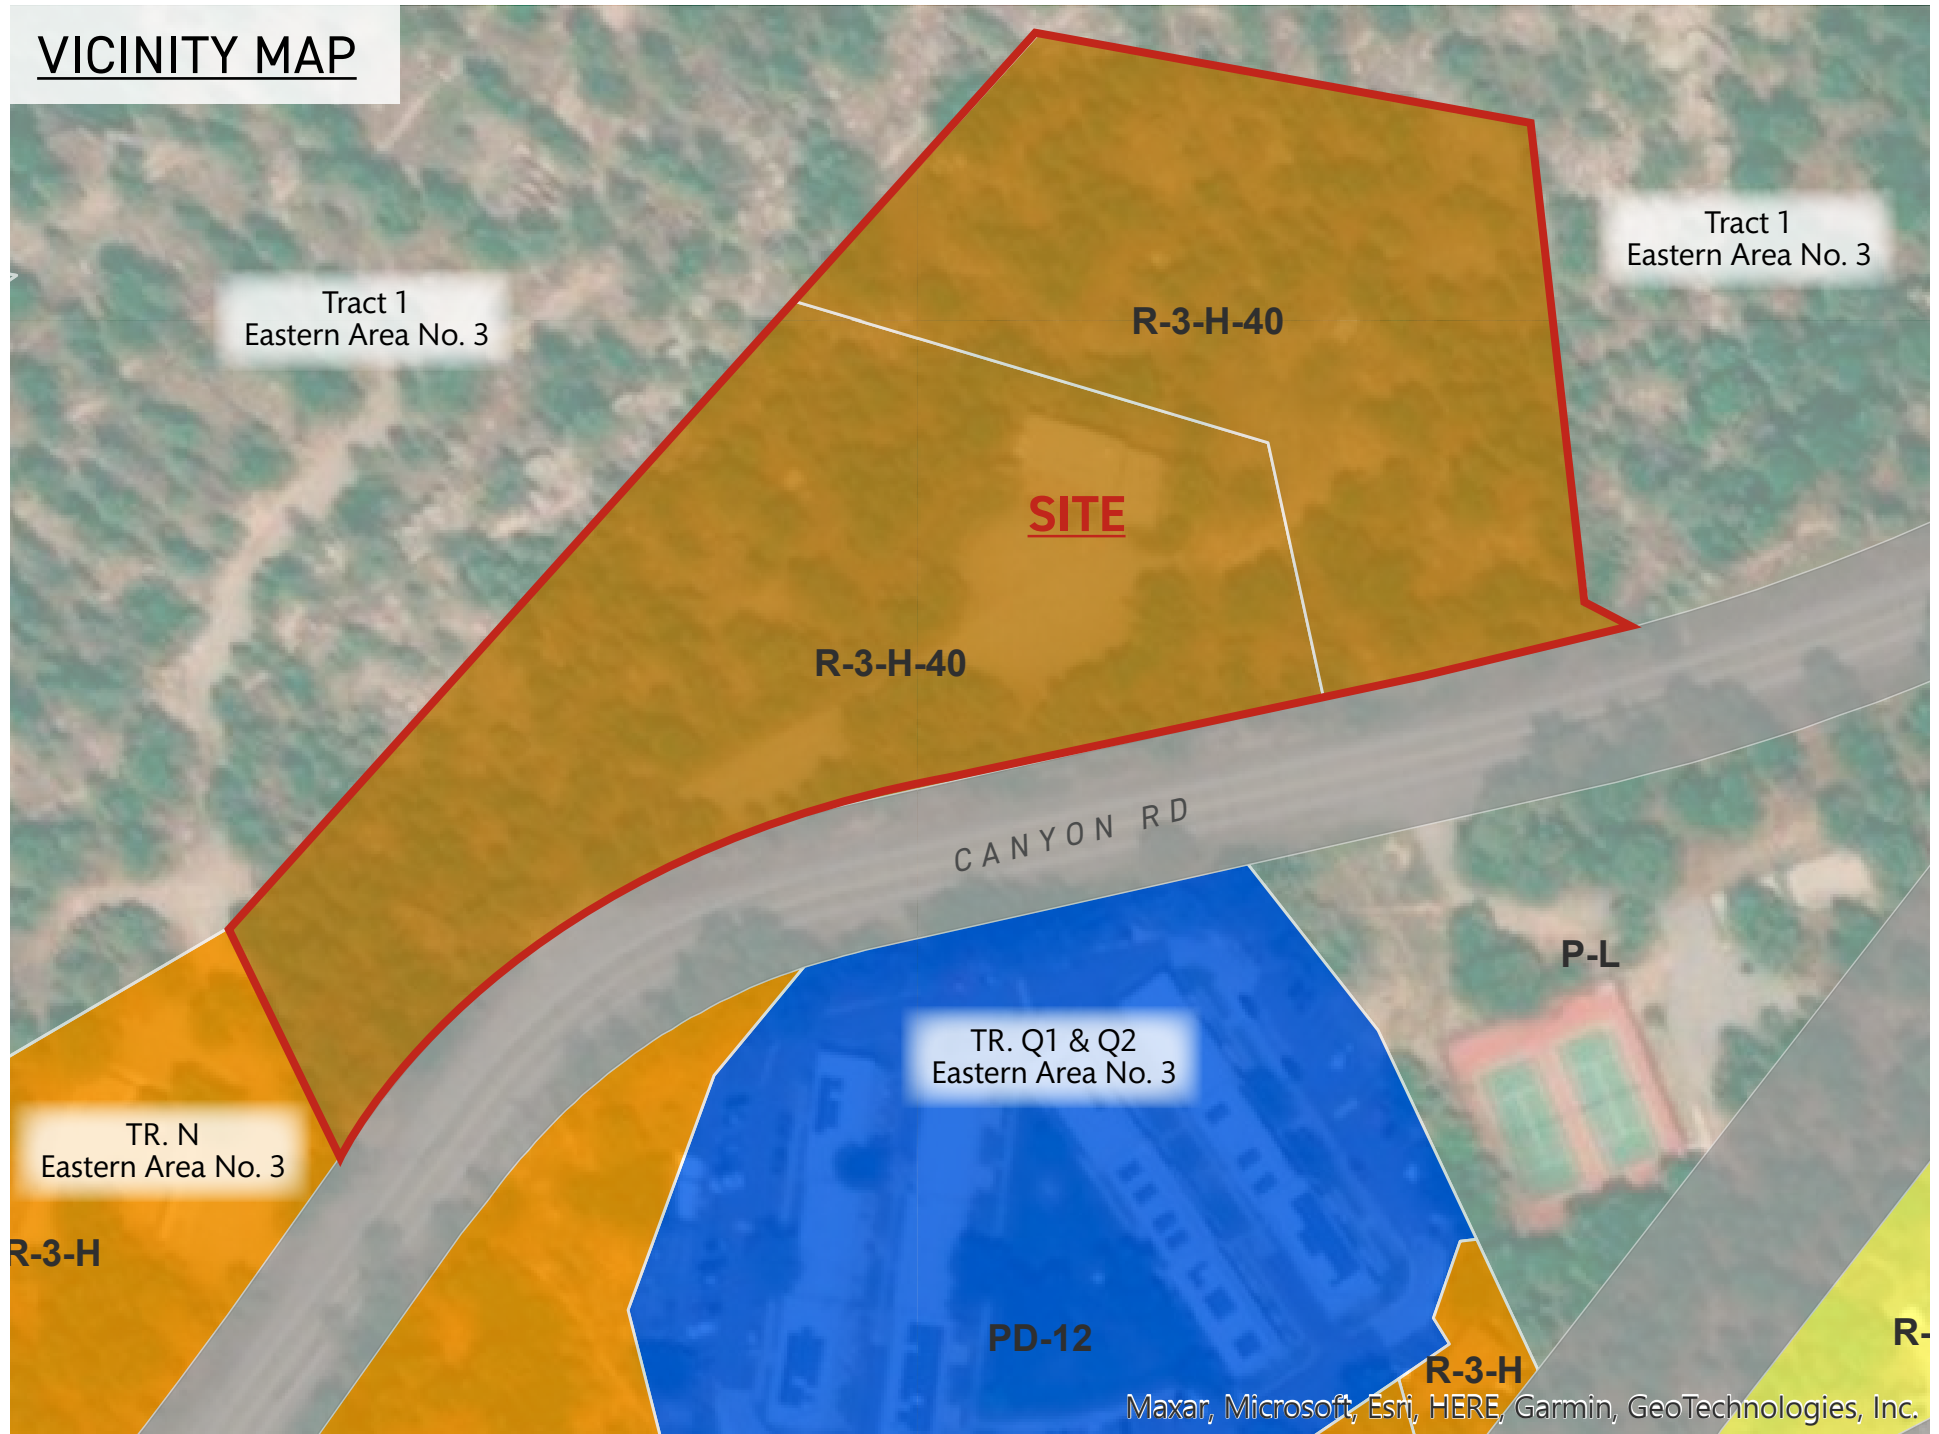 VICINITY MAP
Tract 1
Eastern Area No. 3
Tract 1
Eastern Area No. 3
R-3-H-40
SITE
R-3-H-40
CANYON RD
P-L
TR. Q1 & Q2
Eastern Area No. 3
TR. N
Eastern Area No. 3
R-3-H
PD-12
R-
R-3-H
Maxar, Microsoft, Esri, HERE, Garmin, GeoTechnologies, Inc.